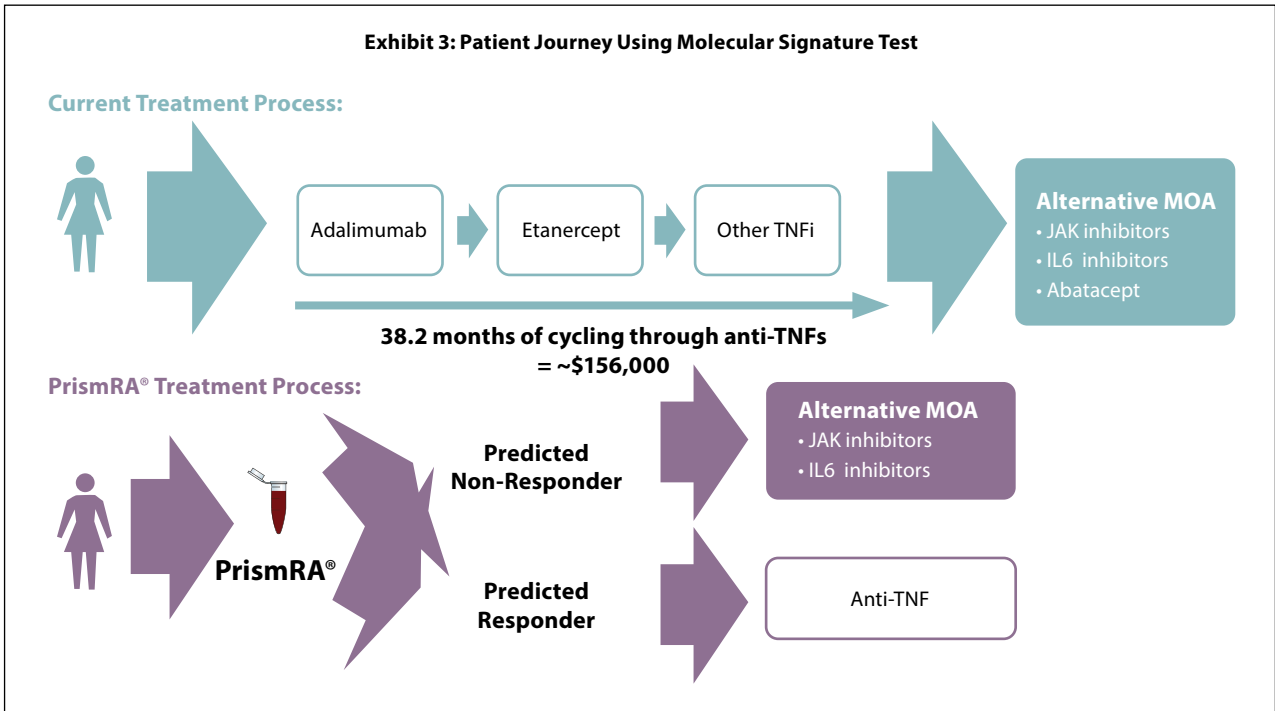 Exhibit 3: Patient Journey Using Molecular Signature Test
Current Treatment Process:
Adalimumab
Etanercept
Other TNFi
Alternative MOA
• JAK inhibitors
• IL6 inhibitors
• Abatacept
38.2 months of cycling through anti-TNFs
= ~$156,000
PrismRA® Treatment Process:
PrismRA®
Predicted
Non-Responder
Alternative MOA
• JAK inhibitors
• IL6 inhibitors
Predicted
Responder
Anti-TNF